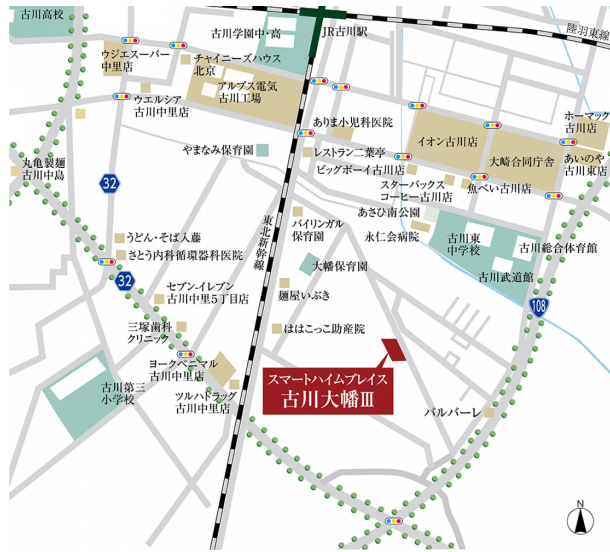 古川高校
古川学園中・高
JR古川駅
陸羽東線
ウジエスーパー
中里店
チャイニーズハウス
北京
アルプス電気
古川工場
ウエルシア
古川中里店
ありま小児科医院
イオン古川店
ホーマック
古川店
大崎合同庁舎
あいのや
古川東店
丸亀製麺
古川中島
やまなみ保育園
レストラン二葉亭
ビッグボーイ古川店
スターバックス
コーヒー古川店
魚べい古川店
32
東北新幹線
バイリンガル
保育園
あさひ南公園
永仁会病院
古川東
中学校
古川総合体育館
古川武道館
うどん・そば入藤
さとう内科循環器科医院
大幡保育園
32
セブン-イレブン
古川中里5丁目店
麺屋いぶき
108
三塚歯科
クリニック
ははこっこ助産院
ヨークベニマル
古川中里店
古川第三
小学校
ツルハドラッグ
古川中里店
スマートハイムプレイス
古川大幡Ⅲ
バルバーレ
N